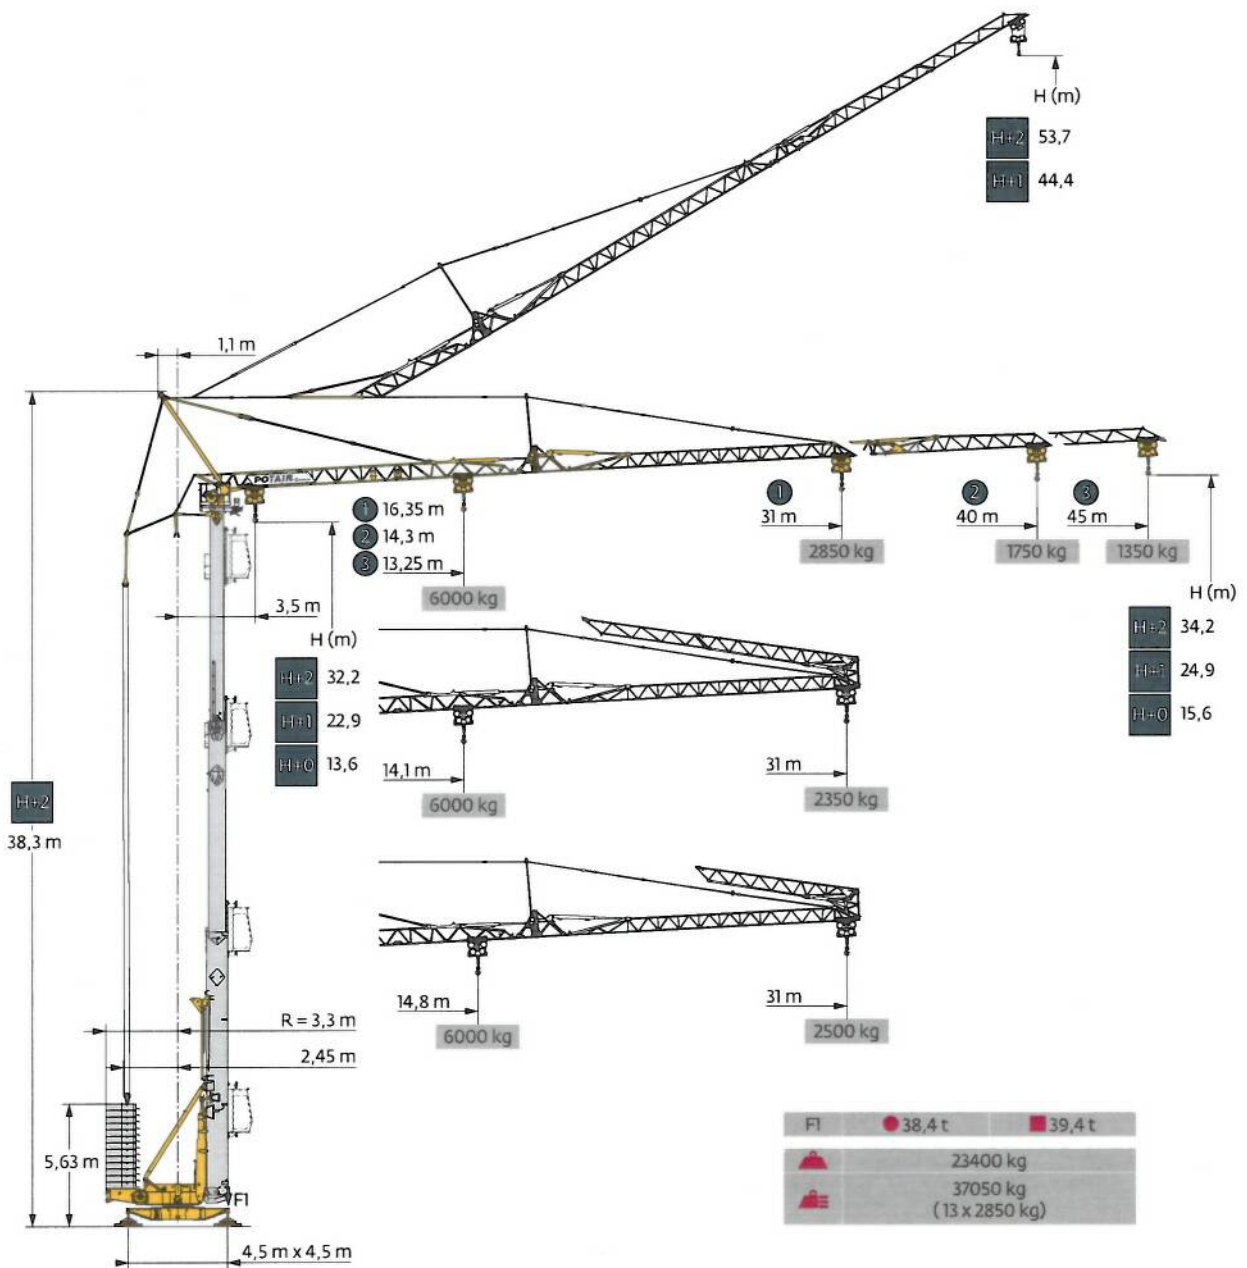 H (m)
H+2 53,7
H+1 44,4
1,1 m
POTAIN
1 16,35 m
2 14,3 m
3 13,25 m
6000 kg
1
31 m
2850 kg
2
40 m
1750 kg
3
45 m
1350 kg
3,5 m
H (m)
H+2 32,2
H+1 22,9
H+0 13,6
H (m)
H+2 34,2
H+1 24,9
H+0 15,6
14,1 m
6000 kg
31 m
2350 kg
H+2
38,3 m
14,8 m
6000 kg
31 m
2500 kg
R = 3,3 m
2,45 m
5,63 m
F1
4,5 m x 4,5 m
F1 38,4 t 39,4 t
23400 kg
37050 kg
(13 x 2850 kg)